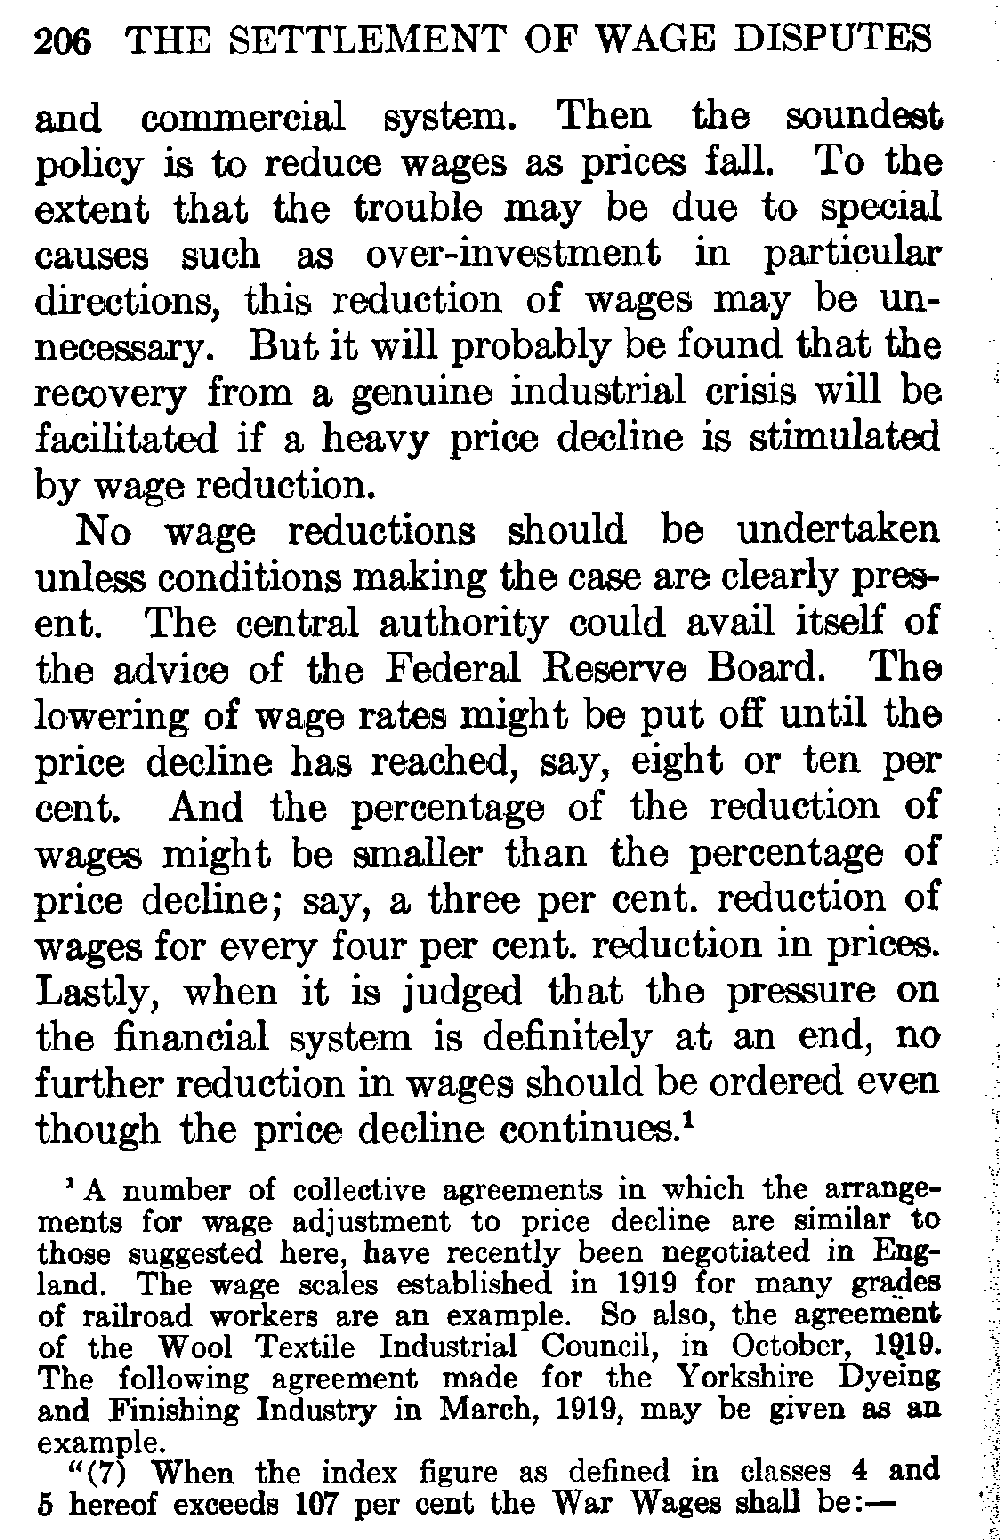 206 THE SETTLEMENT OF WAGE DISPUTES
and commercial system. Then the soundest
policy is to reduce wages as prices fall. To the
extent that the trouble may be due to special
causes such as over-investment in particular
directions, this reduction of wages may be un-
necessary. But it will probably be found that the
recovery from a genuine industrial crisis will be
facilitated if a heavy price decline is stimulated
by wage reduction.
No wage reductions should be undertaken
unless conditions making the case are clearly pres-
ent. The central authority could avail itself of
the advice of the Federal Reserve Board. The
lowering of wage rates might be put off until the
price decline has reached, say, eight or ten per
cent. And the percentage of the reduction of
wages might be smaller than the percentage of
price decline; say, a three per cent. reduction of
wages for every four per cent. reduction in prices.
Lastly, when it is judged that the pressure on
the financial system is definitely at an end, no
further reduction in wages should be ordered even
though the price decline continues.¹
¹ A number of collective agreements in which the arrange-
ments for wage adjustment to price decline are similar to
those suggested here, have recently been negotiated in Eng-
land. The wage scales established in 1919 for many grades
of railroad workers are an example. So also, the agreement
of the Wool Textile Industrial Council, in October, 1919.
The following agreement made for the Yorkshire Dyeing
and Finishing Industry in March, 1919, may be given as an
example.
"(7) When the index figure as defined in classes 4 and
5 hereof exceeds 107 per cent the War Wages shall be:—